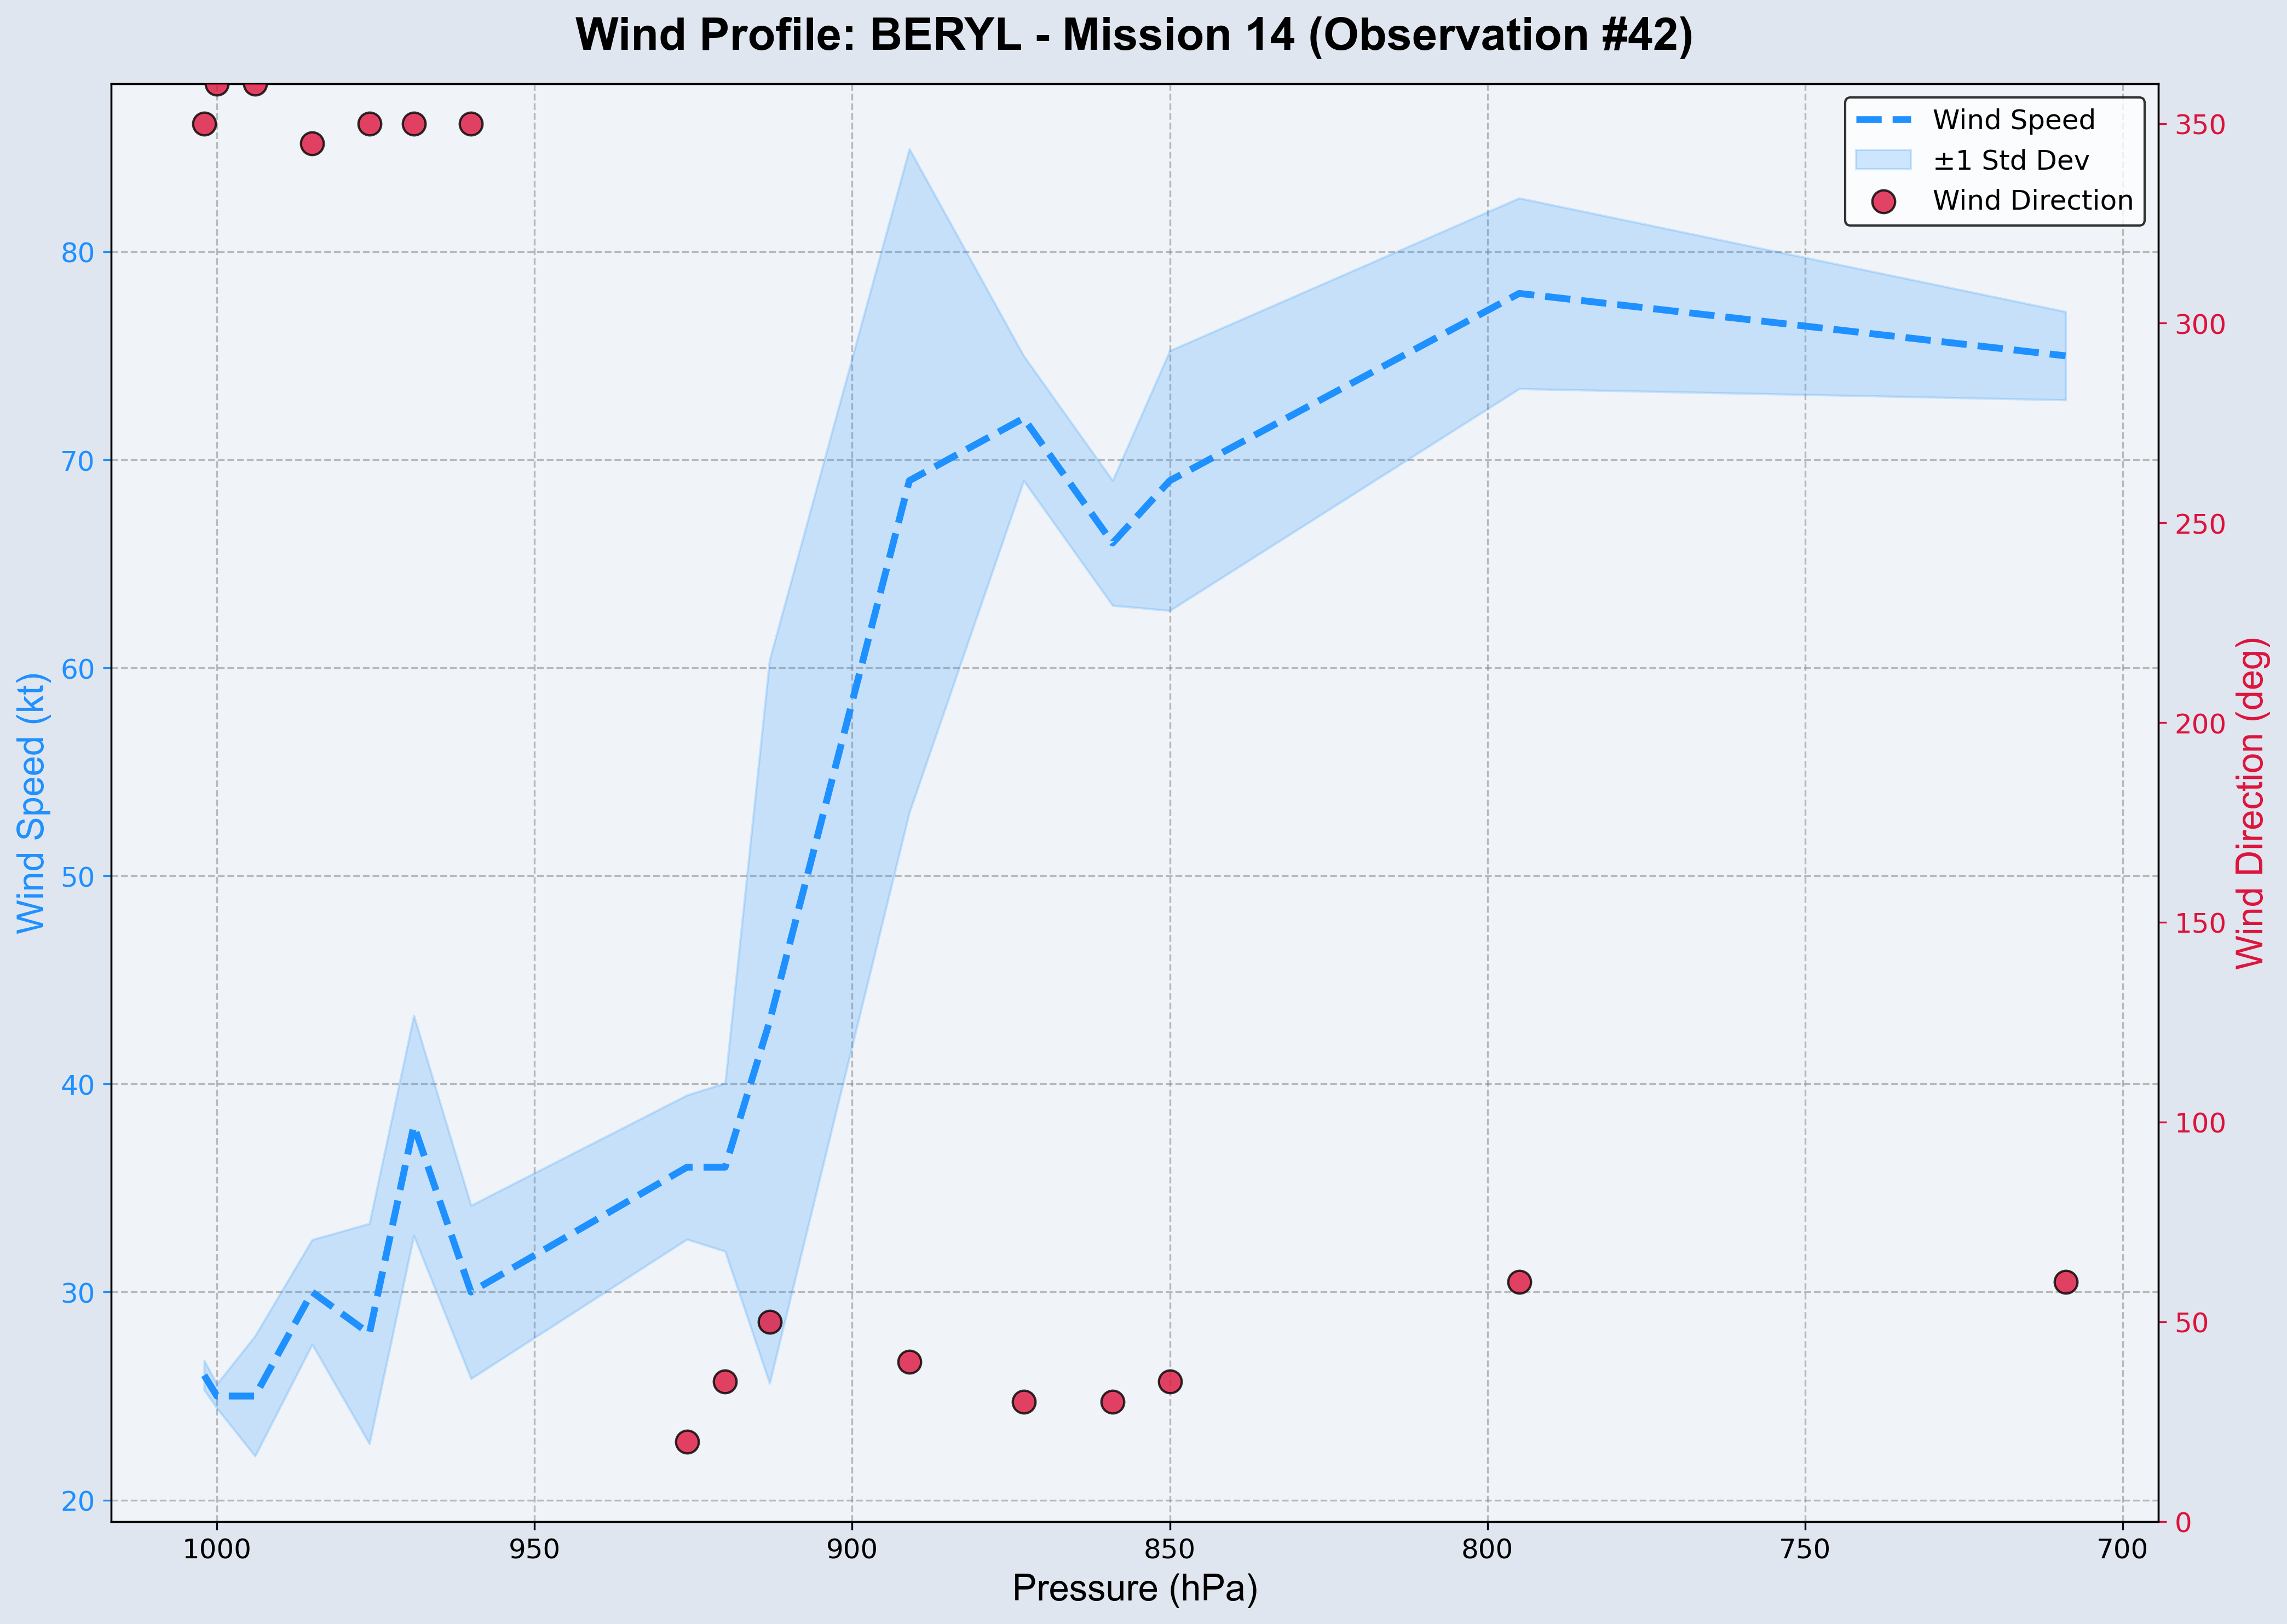 Wind Profile: BERYL - Mission 14 (Observation #42)
Wind Speed
±1 Std Dev
Wind Direction
80
70
60
50
40
30
20
Wind Speed (kt)
350
300
250
200
150
100
50
0
Wind Direction (deg)
1000 950 900 850 800 750 700
Pressure (hPa)